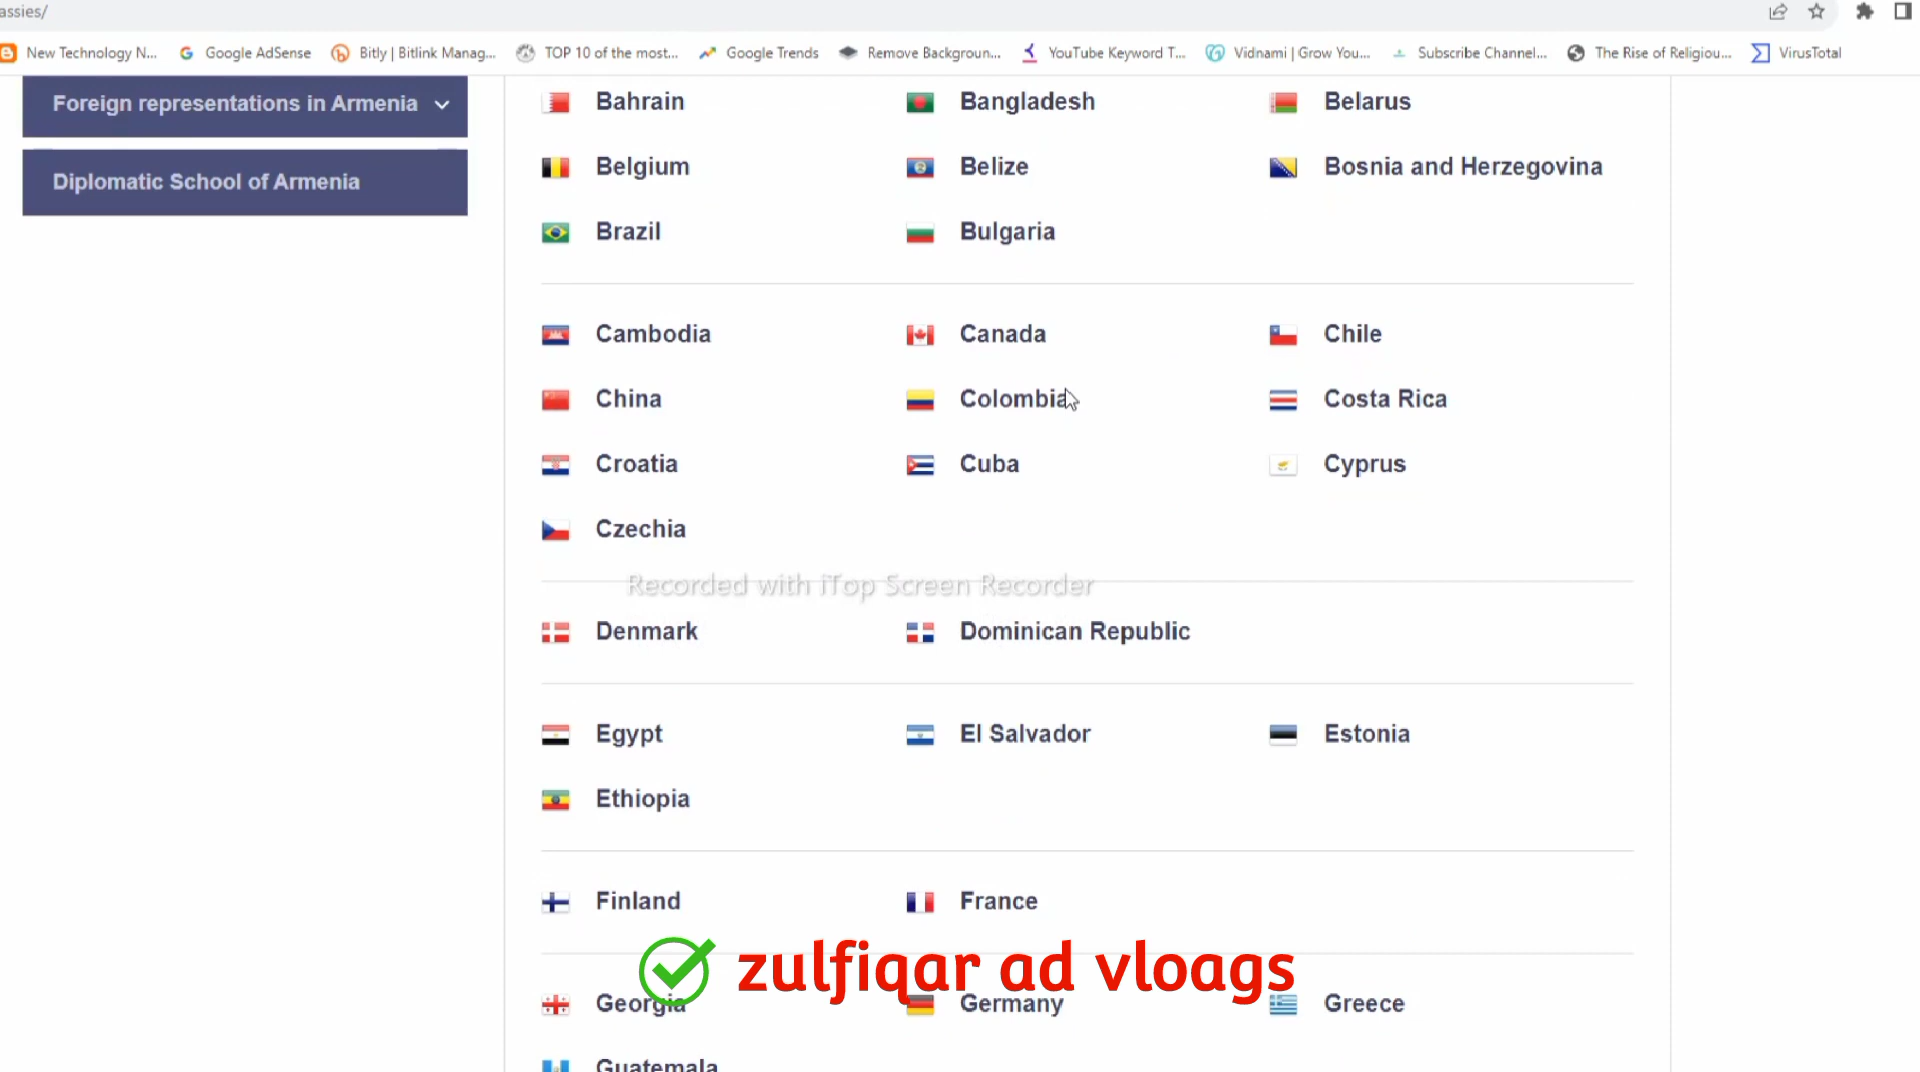 assies/
New Technology N... Google AdSense Bitly | Bitlink Manag... TOP 10 of the most... Google Trends Remove Backgroun... YouTube Keyword T... Vidnami | Grow You... Subscribe Channel... The Rise of Religiou... VirusTotal
Foreign representations in Armenia
Diplomatic School of Armenia
Bahrain Bangladesh Belarus
Belgium Belize Bosnia and Herzegovina
Brazil Bulgaria
Cambodia Canada Chile
China Colombia Costa Rica
Croatia Cuba Cyprus
Czechia
Recorded with iTop Screen Recorder
Denmark Dominican Republic
Egypt El Salvador Estonia
Ethiopia
Finland France
zulfiqar ad vloags
Georgia Germany Greece
Guatemala